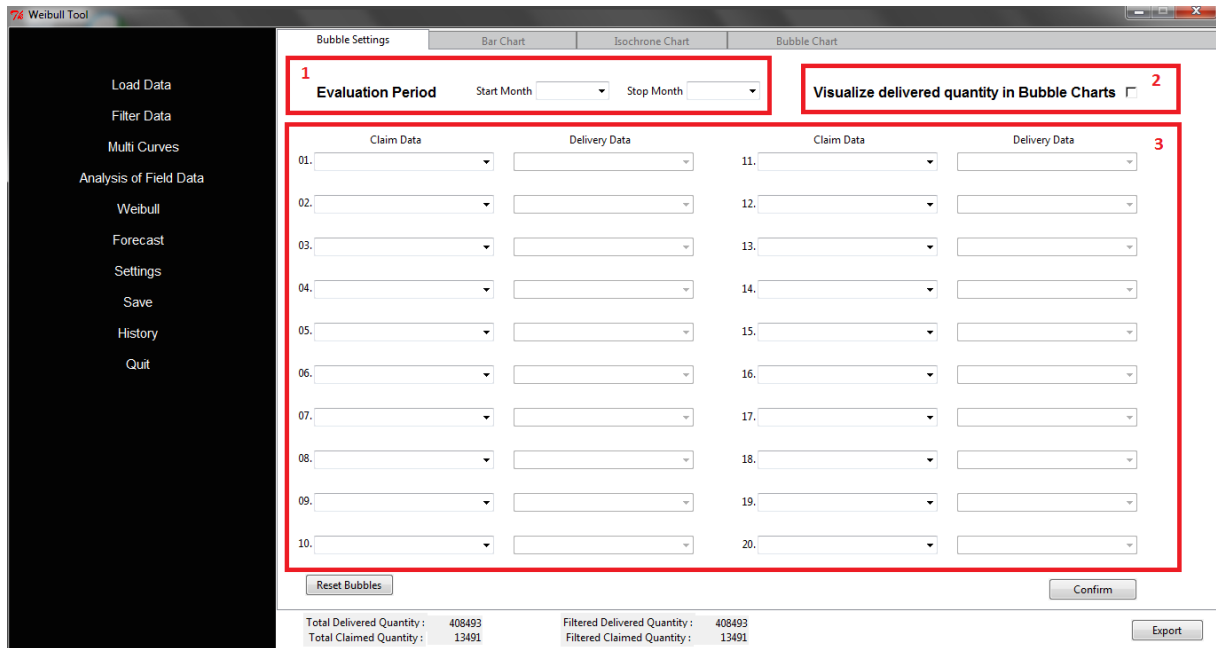 Weibull Tool
Load Data
Filter Data
Multi Curves
Analysis of Field Data
Weibull
Forecast
Settings
Save
History
Quit
Bubble Settings Bar Chart Isochrone Chart Bubble Chart
1
Evaluation Period Start Month Stop Month
Visualize delivered quantity in Bubble Charts 2
Claim Data Delivery Data Claim Data Delivery Data 3
01. 11.
02. 12.
03. 13.
04. 14.
05. 15.
06. 16.
07. 17.
08. 18.
09. 19.
10. 20.
Reset Bubbles Confirm
Total Delivered Quantity : 408493 Filtered Delivered Quantity : 408493
Total Claimed Quantity : 13491 Filtered Claimed Quantity : 13491
Export